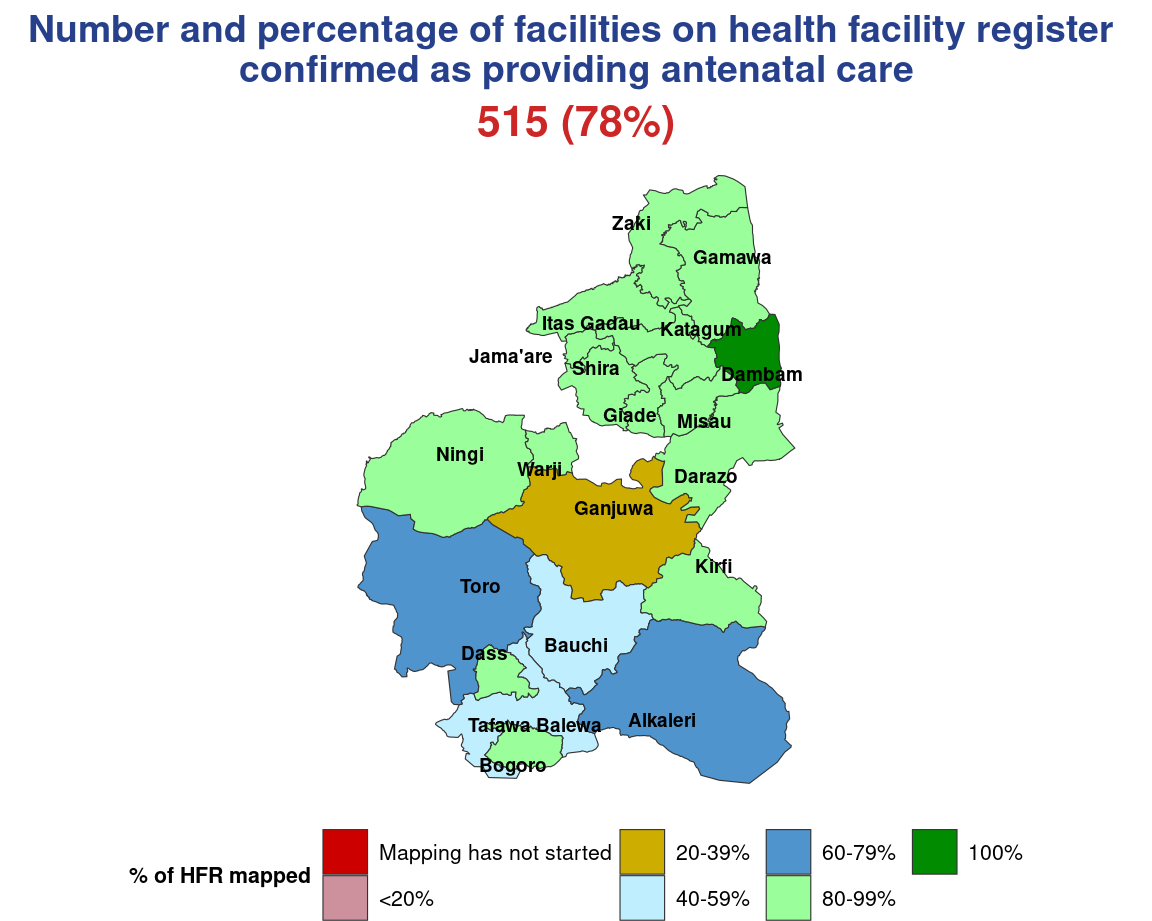 Number and percentage of facilities on health facility register
confirmed as providing antenatal care
515 (78%)
Zaki
Gamawa
Itas Gadau
Katagum
Jama'are
Shira
Dambam
Giade
Misau
Ningi
Warji
Darazo
Ganjuwa
Kirfi
Toro
Bauchi
Dass
Tafawa Balewa
Alkaleri
Bogoro
% of HFR mapped
Mapping has not started
<20%
20-39%
40-59%
60-79%
80-99%
100%